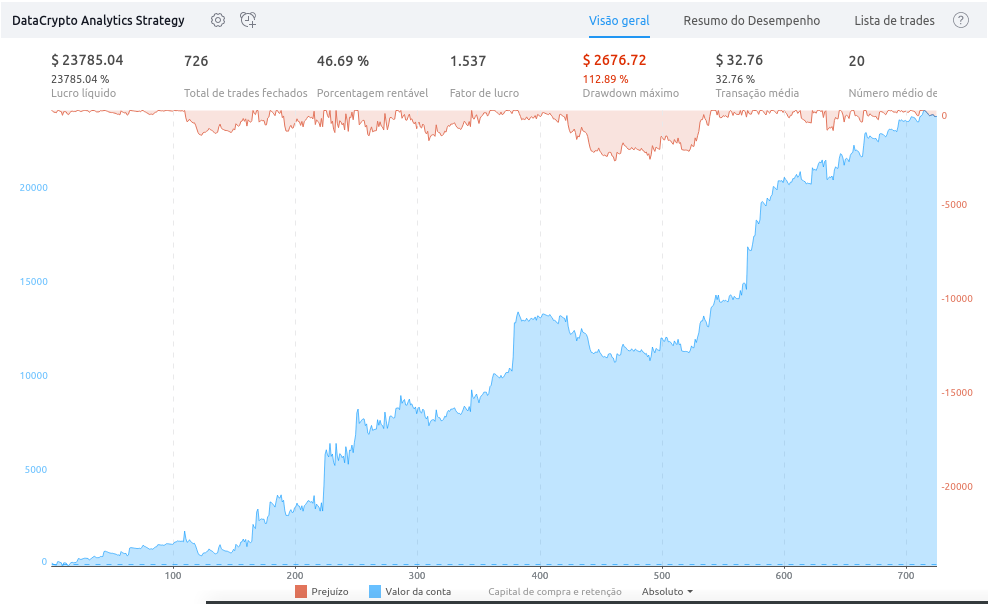 DataCrypto Analytics Strategy
Visão geral
Resumo do Desempenho
Lista de trades
?
$ 23785.04
23785.04 %
Lucro líquido
726
Total de trades fechados
46.69 %
Porcentagem rentável
1.537
Fator de lucro
$ 2676.72
112.89 %
Drawdown máximo
$ 32.76
32.76 %
Transação média
20
Número médio de
20000
15000
10000
5000
0
0
-5000
-10000
-15000
-20000
100
200
300
400
500
600
700
Prejuízo
Valor da conta
Capital de compra e retenção
Absoluto